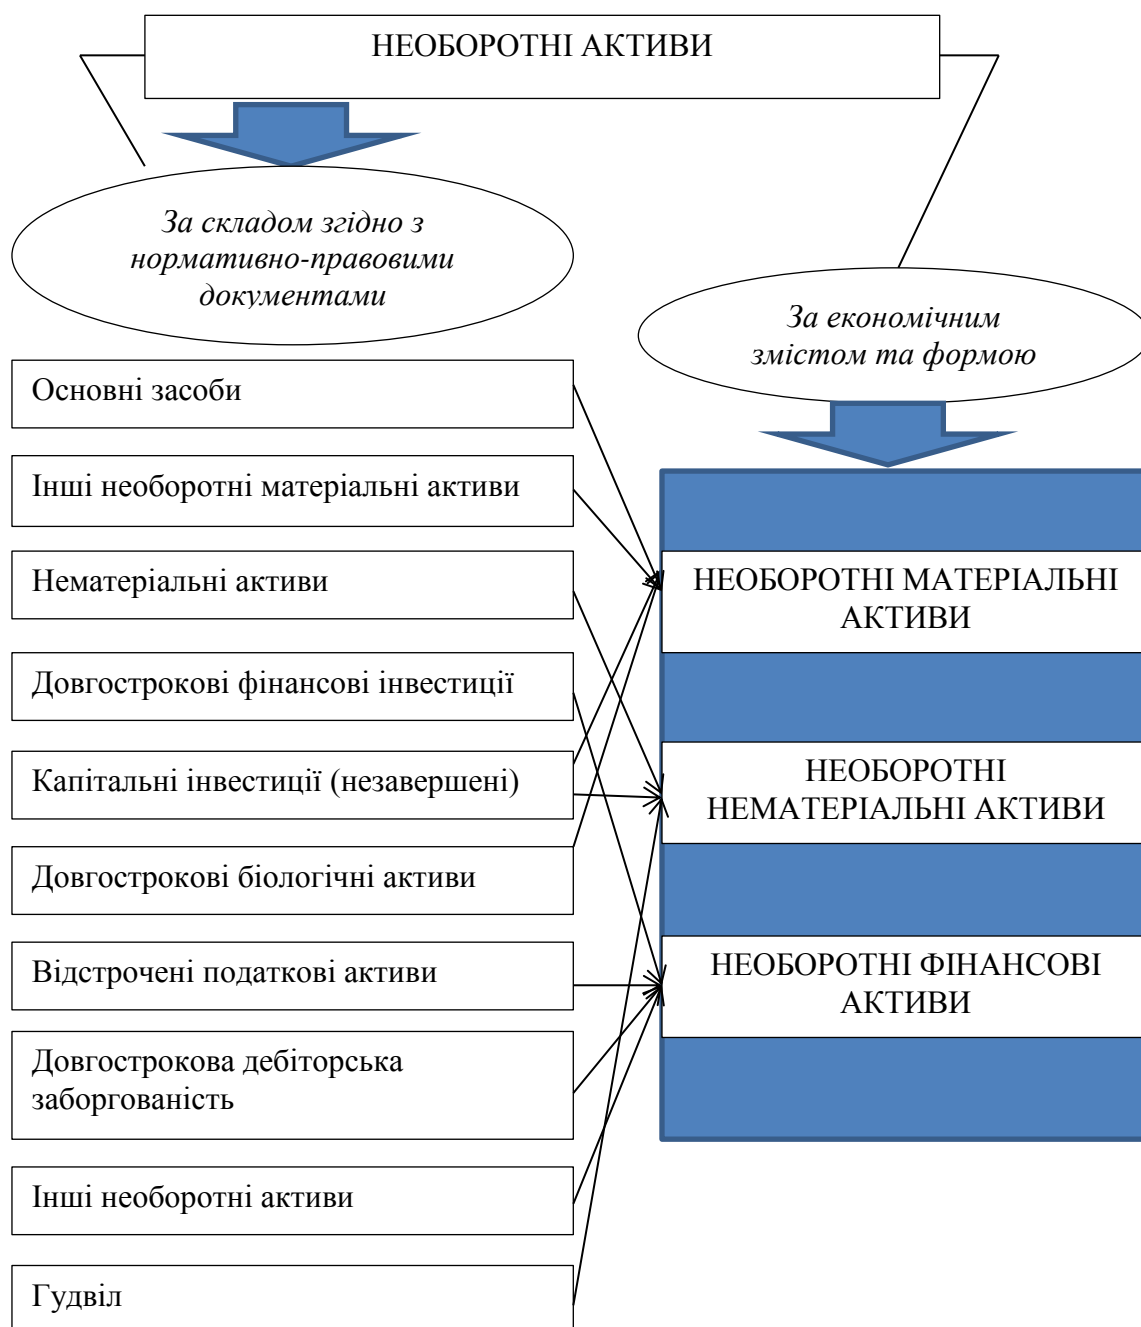 НЕОБОРОТНІ АКТИВИ
За складом згідно з
нормативно-правовими
документами
За економічним
змістом та формою
Основні засоби
Інші необоротні матеріальні активи
Нематеріальні активи
Довгострокові фінансові інвестиції
Капітальні інвестиції (незавершені)
Довгострокові біологічні активи
Відстрочені податкові активи
Довгострокова дебіторська
заборгованість
Інші необоротні активи
Гудвіл
НЕОБОРОТНІ МАТЕРІАЛЬНІ
АКТИВИ
НЕОБОРОТНІ
НЕМАТЕРІАЛЬНІ АКТИВИ
НЕОБОРОТНІ ФІНАНСОВІ
АКТИВИ